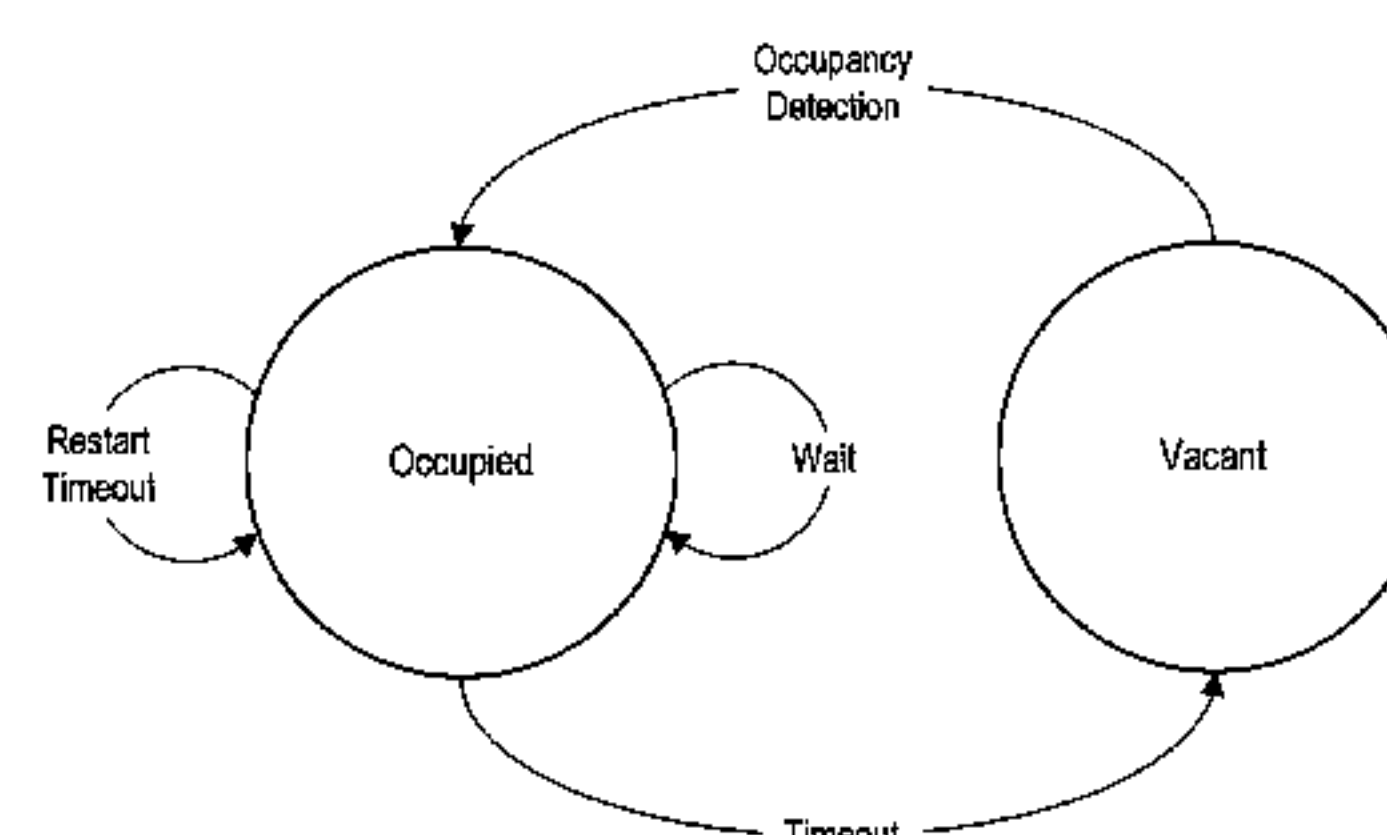 Occupancy
Detection
Restart
Timeout
Occupied
Wait
Vacant
Timeout